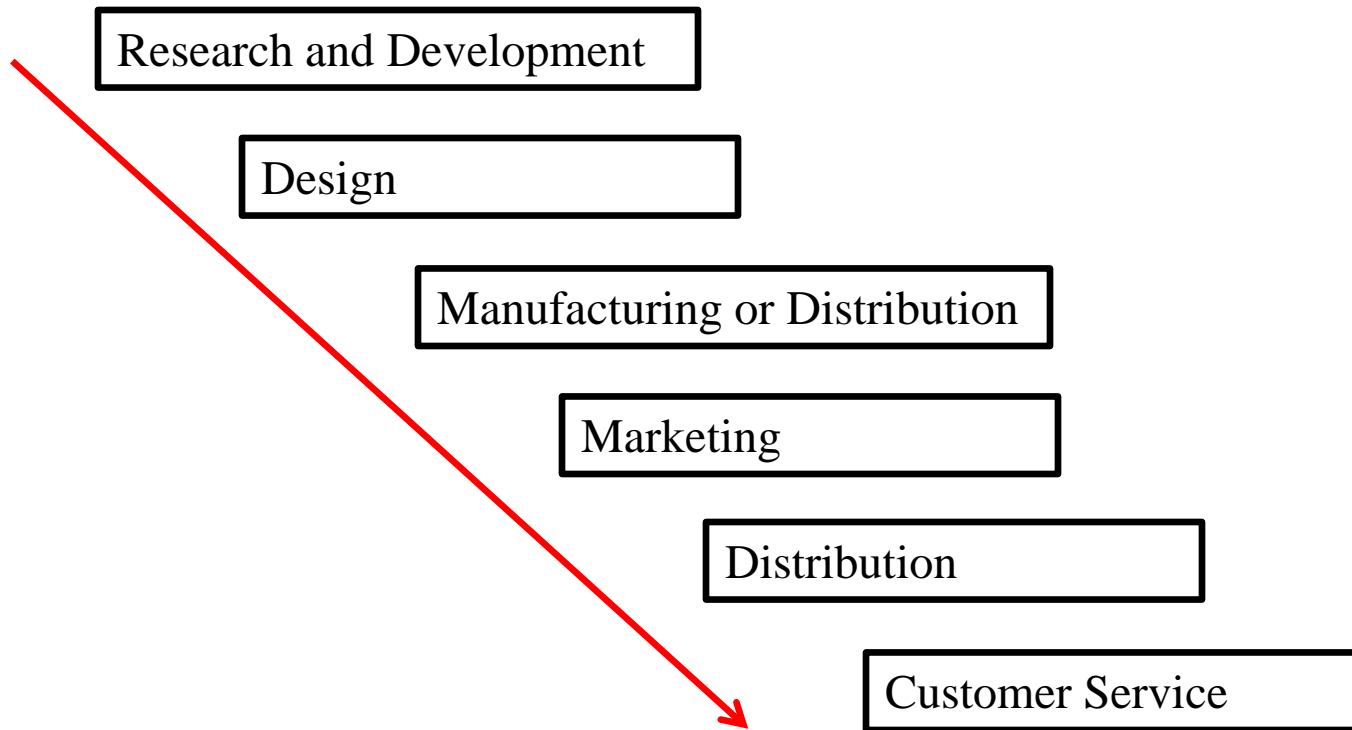 Research and Development
Design
Manufacturing or Distribution
Marketing
Distribution
Customer Service